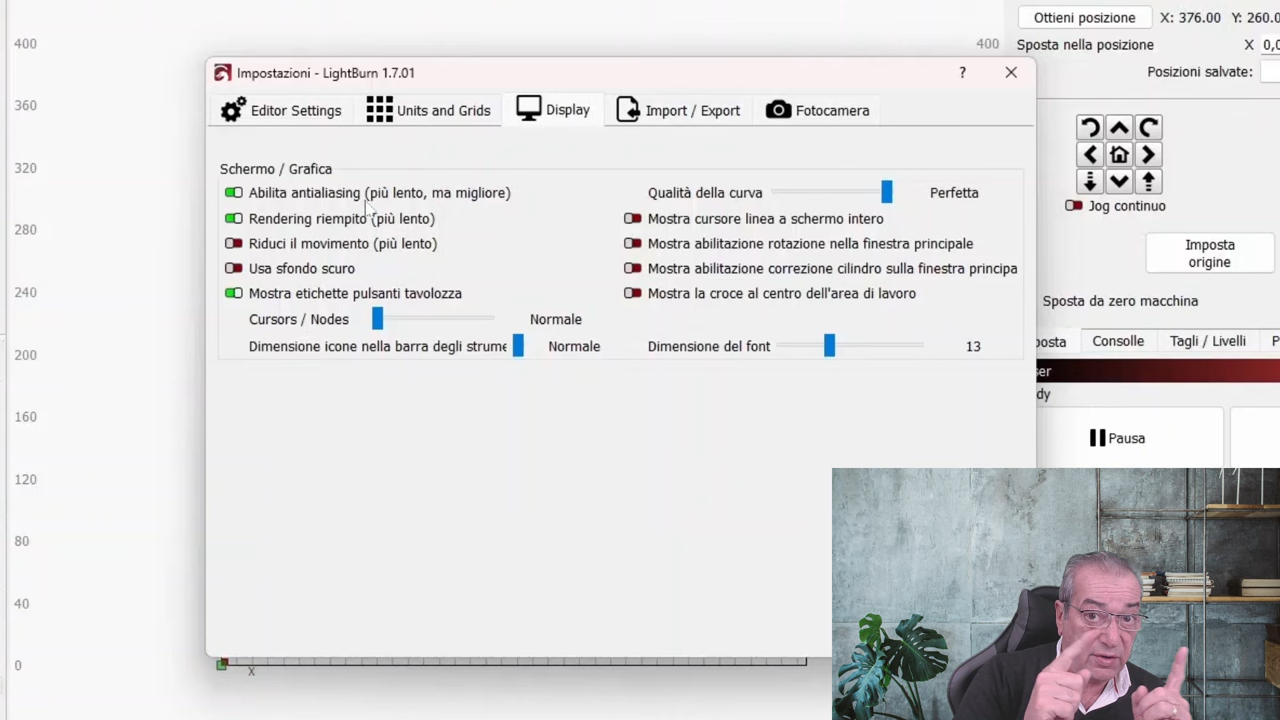 Ottieni posizione X: 376.00 Y: 260.0
400 400 Sposta nella posizione X 0,0
Impostazioni - LightBurn 1.7.01 ?
Posizioni salvate:
Editor Settings Units and Grids Display Import / Export Fotocamera
360
320
Schermo / Grafica
Abilita antialiasing (più lento, ma migliore) Qualità della curva Perfetta
Jog continuo
Rendering riempito (più lento) Mostra cursore linea a schermo intero
280
Riduci il movimento (più lento) Mostra abilitazione rotazione nella finestra principale
Imposta
origine
Usa sfondo scuro Mostra abilitazione correzione cilindro sulla finestra principa
240
Mostra etichette pulsanti tavolozza Mostra la croce al centro dell'area di lavoro
Sposta da zero macchina
Cursors / Nodes Normale
200
Dimensione icone nella barra degli strume Normale Dimensione del font 13
osta Consolle Tagli / Livelli P
ser
dy
160
Pausa
120
80
40
0
X